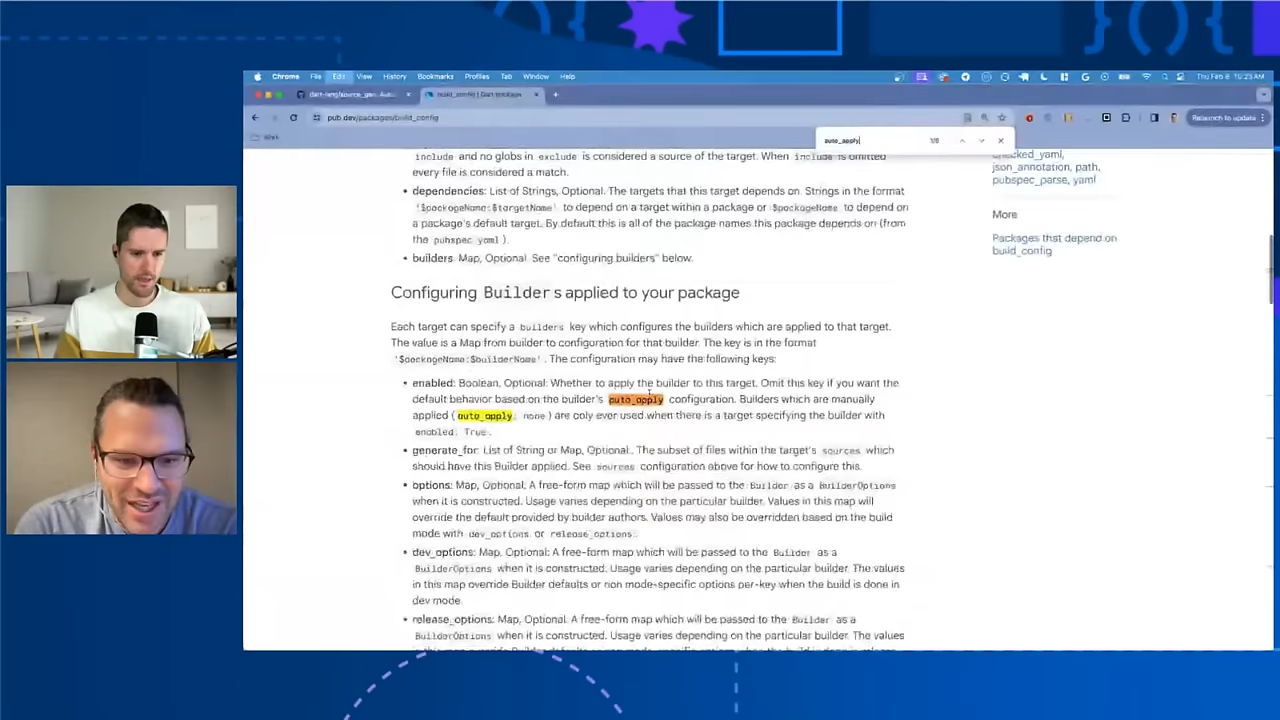 Chrome File Edit View History Bookmarks Profiles Tab Window Help
Thu Feb 8 10:23 AM
build_config | Dart package
pub.dev/packages/build_config
Relaunch to update
auto_apply
1/8
include and no globs in exclude is considered a source of the target. When include is omitted
every file is considered a match.
• dependencies: List of Strings, Optional. The targets that this target depends on. Strings in the format
'$packageName:$targetName' to depend on a target within a package or $packageName to depend on
a package's default target. By default this is all of the package names this package depends on (from
the pubspec.yaml ).
• builders. Map, Optional. See "configuring builders" below.
Configuring Builder s applied to your package
Each target can specify a builders key which configures the builders which are applied to that target.
The value is a Map from builder to configuration for that builder. The key is in the format
'$packageName:$builderName'. The configuration may have the following keys:
• enabled: Boolean, Optional: Whether to apply the builder to this target. Omit this key if you want the
default behavior based on the builder's auto_apply configuration. Builders which are manually
applied ( auto_apply: none ) are only ever used when there is a target specifying the builder with
enabled: True.
• generate_for: List of String or Map, Optional:. The subset of files within the target's sources which
should have this Builder applied. See sources configuration above for how to configure this.
• options: Map, Optional: A free-form map which will be passed to the Builder as a BuilderOptions
when it is constructed. Usage varies depending on the particular builder. Values in this map will
override the default provided by builder authors. Values may also be overridden based on the build
mode with dev_options or release_options.
• dev_options: Map, Optional: A free-form map which will be passed to the Builder as a
BuilderOptions when it is constructed. Usage varies depending on the particular builder. The values
in this map override Builder defaults or non mode-specific options per-key when the build is done in
dev mode.
• release_options: Map, Optional. A free-form map which will be passed to the Builder as a
BuilderOptions when it is constructed. Usage varies depending on the particular builder. The values
checked_yaml,
json_annotation, path,
pubspec_parse, yaml
More
Packages that depend on
build_config